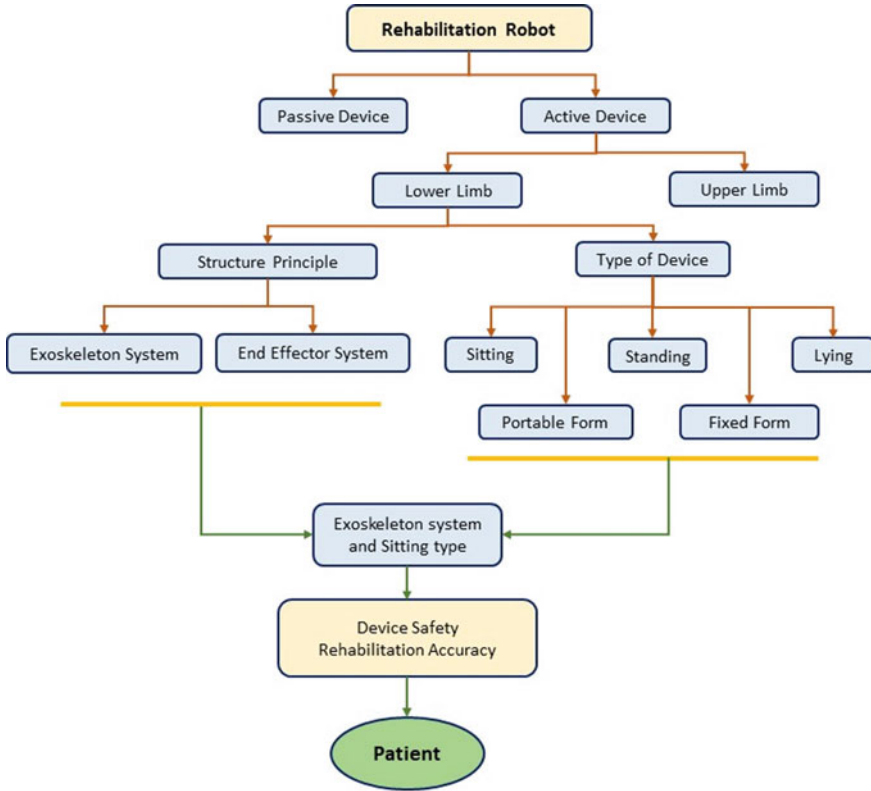 Rehabilitation Robot
Passive Device
Active Device
Lower Limb
Upper Limb
Structure Principle
Type of Device
Exoskeleton System
End Effector System
Sitting
Standing
Lying
Portable Form
Fixed Form
Exoskeleton system
and Sitting type
Device Safety
Rehabilitation Accuracy
Patient